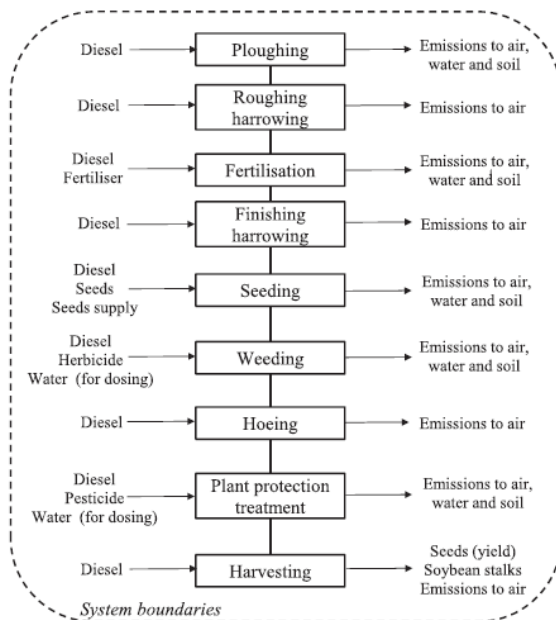 Diesel
Ploughing
Emissions to air,
water and soil
Diesel
Roughing
harrowing
Emissions to air
Diesel
Fertiliser
Fertilisation
Emissions to air,
water and soil
Diesel
Finishing
harrowing
Emissions to air
Diesel
Seeds
Seeds supply
Seeding
Emissions to air,
water and soil
Diesel
Herbicide
Water (for dosing)
Weeding
Emissions to air,
water and soil
Diesel
Hoeing
Emissions to air
Diesel
Pesticide
Water (for dosing)
Plant protection
treatment
Emissions to air,
water and soil
Diesel
Harvesting
Seeds (yield)
Soybean stalks
Emissions to air
System boundaries